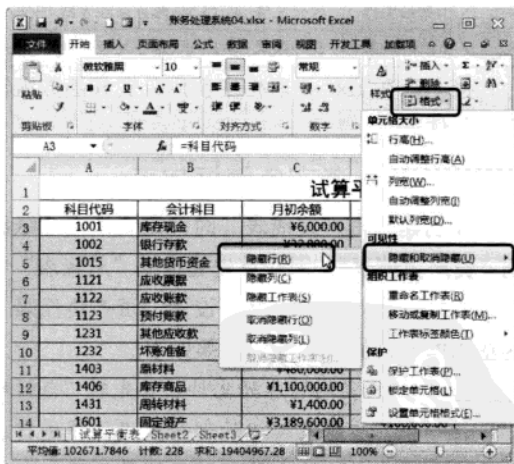 账务处理系统04.xlsx - Microsoft Excel
文件 开始 插入 页面布局 公式 数据 审阅 视图 开发工具 加载项
粘贴 微软雅黑 10 常规 样式 插入 删除 格式
剪贴板 字体 对齐方式 数字
单元格大小
行高(H)...
自动调整行高(A)
列宽(W)...
自动调整列宽(I)
默认列宽(D)...
可见性
隐藏和取消隐藏(U)
组织工作表
重命名工作表(R)
移动或复制工作表(M)...
工作表标签颜色(T)
保护
保护工作表(P)...
锁定单元格(L)
设置单元格格式(E)...
隐藏行(R)
隐藏列(C)
隐藏工作表(S)
取消隐藏行(O)
取消隐藏列(L)
取消隐藏工作表(H)...
A3 fx =科目代码
A B C
1 试算平
2 科目代码 会计科目 月初余额
3 1001 库存现金 ¥6,000.00
4 1002 银行存款
5 1015 其他货币资金
6 1121 应收票据
7 1122 应收账款
8 1123 预付账款
9 1231 其他应收款
10 1232 坏账准备
11 1403 原材料 ¥480,000.00
12 1406 库存商品 ¥1,100,000.00
13 1431 周转材料 ¥1,400.00
14 1601 固定资产 ¥3,189,600.00
试算平衡表 Sheet2 Sheet3
平均值: 102671.7846 计数: 228 求和: 19404967.28 100%